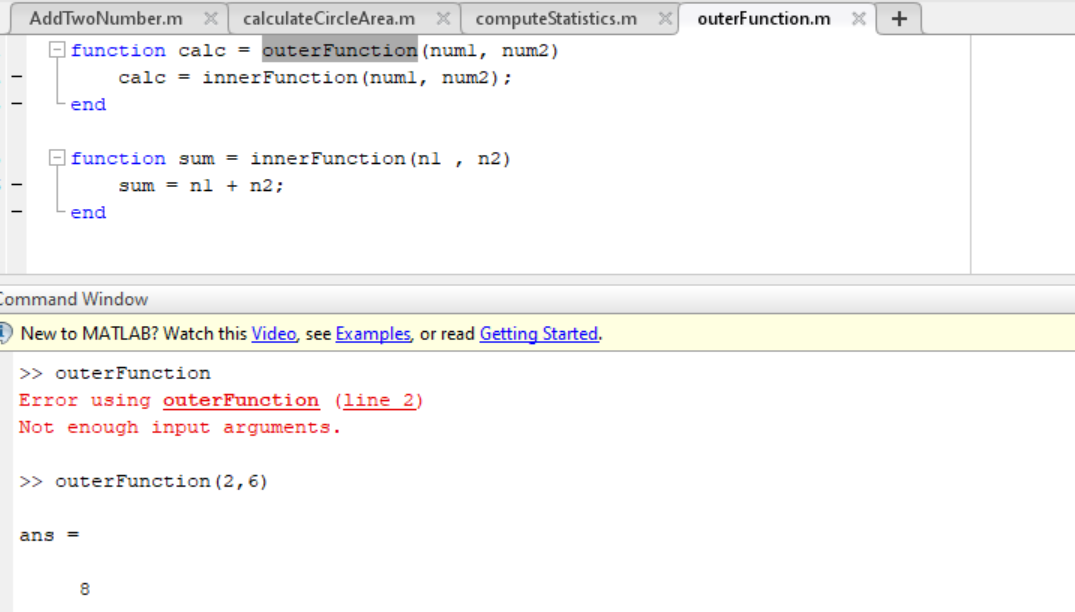 AddTwoNumber.m calculateCircleArea.m computeStatistics.m outerFunction.m +
function calc = outerFunction(num1, num2)
calc = innerFunction(num1, num2);
end
function sum = innerFunction(n1 , n2)
sum = n1 + n2;
end
Command Window
New to MATLAB? Watch this Video, see Examples, or read Getting Started.
>> outerFunction
Error using outerFunction (line 2)
Not enough input arguments.
>> outerFunction(2,6)
ans =
8